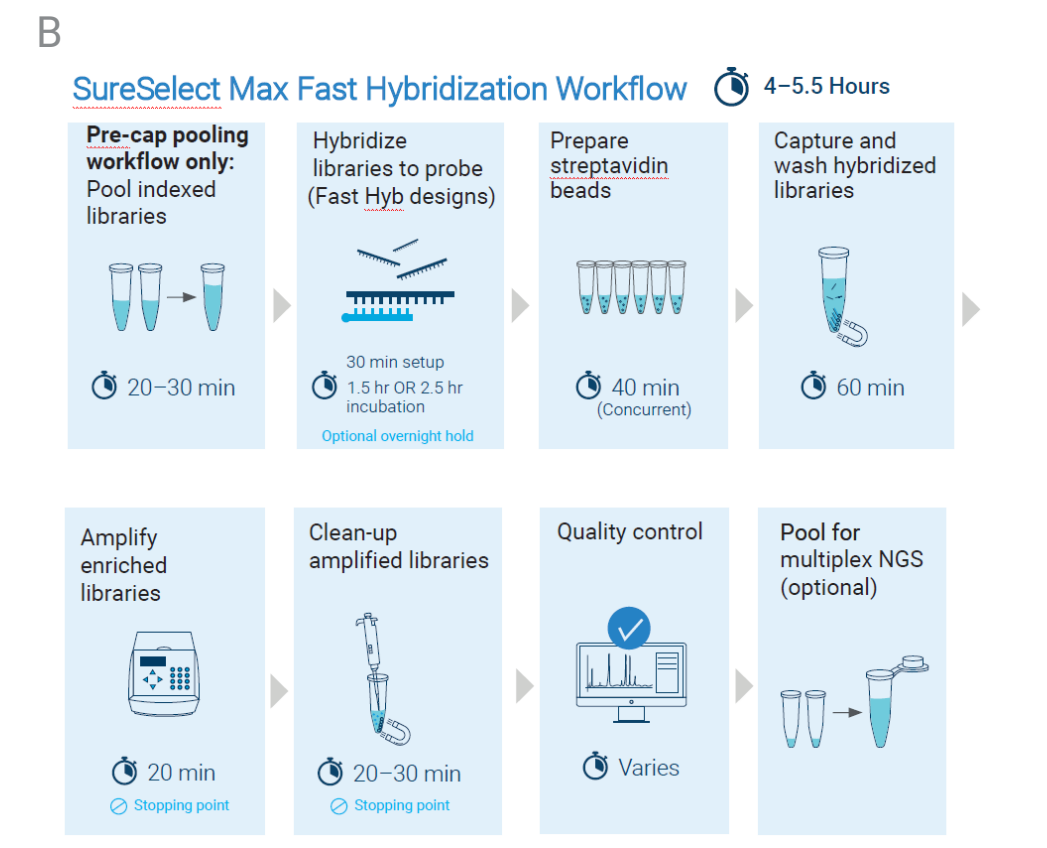 B
SureSelect Max Fast Hybridization Workflow
4–5.5 Hours
Pre-cap pooling
workflow only:
Pool indexed
libraries
20–30 min
Hybridize
libraries to probe
(Fast Hyb designs)
30 min setup
1.5 hr OR 2.5 hr
incubation
Optional overnight hold
Prepare
streptavidin
beads
40 min
(Concurrent)
Capture and
wash hybridized
libraries
60 min
Amplify
enriched
libraries
20 min
Stopping point
Clean-up
amplified libraries
20–30 min
Stopping point
Quality control
Varies
Pool for
multiplex NGS
(optional)